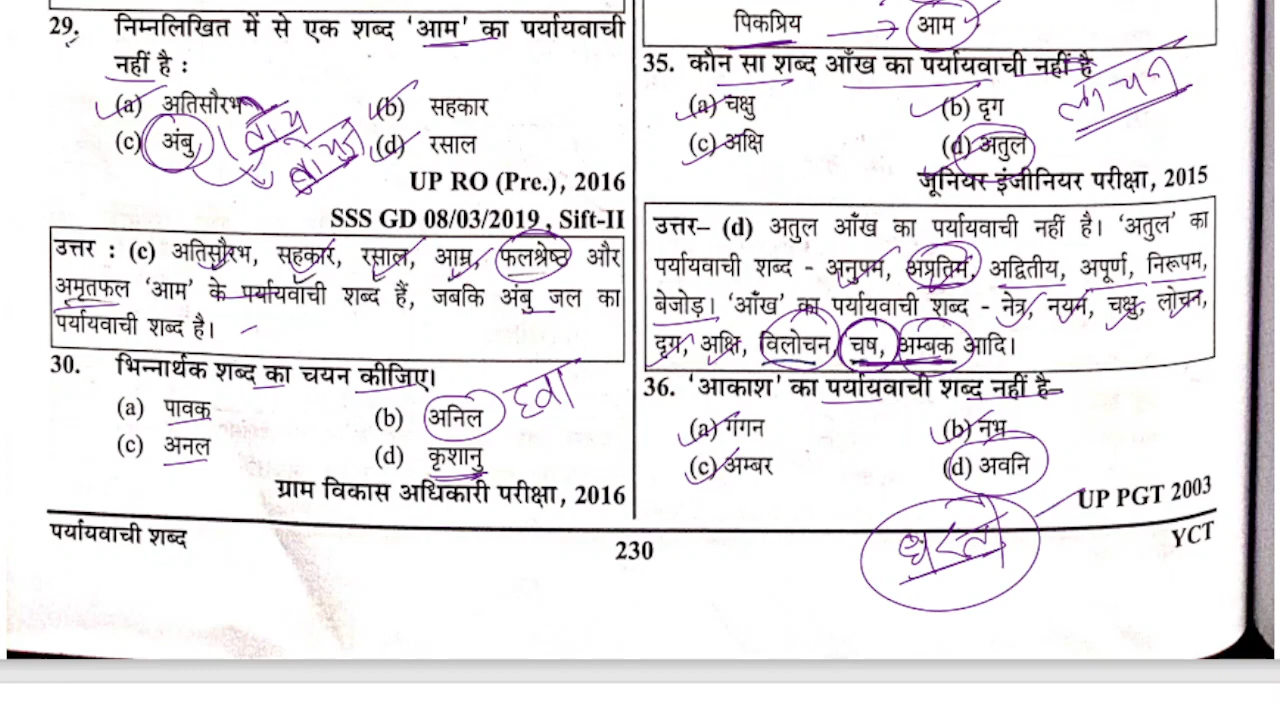 29. निम्नलिखित में से एक शब्द ‘आम’ का पर्यायवाची
नहीं है :
(a) अतिसौरभ (b) सहकार
(c) अंबु (d) रसाल
UP RO (Pre.), 2016
SSS GD 08/03/2019, Sift-II
उत्तर : (c) अतिसौरभ, सहकार, रसाल, आम्र, फलश्रेष्ठ और
अमृतफल ‘आम’ के पर्यायवाची शब्द हैं, जबकि अंबु जल का
पर्यायवाची शब्द है।
30. भिन्नार्थक शब्द का चयन कीजिए।
(a) पावक (b) अनिल हवा
(c) अनल (d) कृशानु
ग्राम विकास अधिकारी परीक्षा, 2016
पिकप्रिय → आम
35. कौन सा शब्द आँख का पर्यायवाची नहीं है
(a) चक्षु (b) दृग
(c) अक्षि (d) अतुल
जूनियर इंजीनियर परीक्षा, 2015
उत्तर– (d) अतुल आँख का पर्यायवाची नहीं है। ‘अतुल’ का
पर्यायवाची शब्द - अनुपम, अप्रतिम, अद्वितीय, अपूर्ण, निरूपम,
बेजोड़। ‘आँख’ का पर्यायवाची शब्द - नेत्र, नयम, चक्षु, लोचन,
दृग, अक्षि, विलोचन, चष, अम्बक आदि।
36. ‘आकाश’ का पर्यायवाची शब्द नहीं है–
(a) गगन (b) नभ
(c) अम्बर (d) अवनि
UP PGT 2003
धरती
पर्यायवाची शब्द 230 YCT